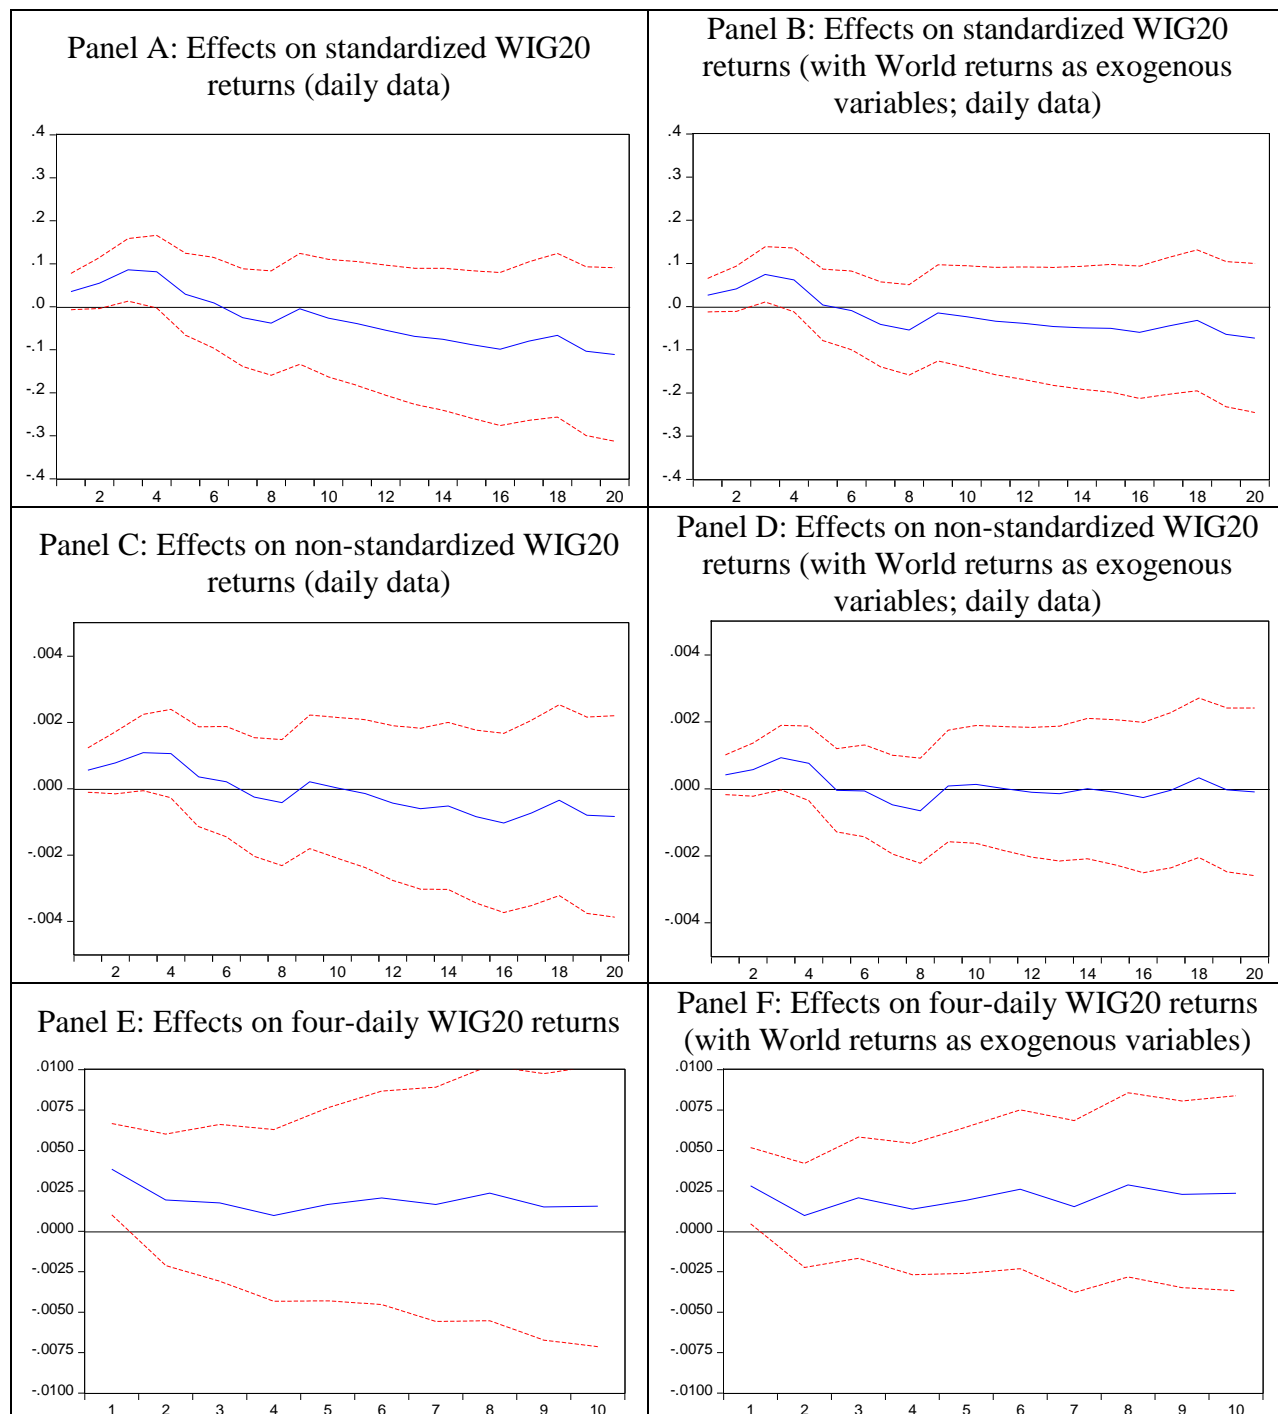 Panel A: Effects on standardized WIG20
returns (daily data)
.4
.3
.2
.1
.0
-.1
-.2
-.3
-.4
2 4 6 8 10 12 14 16 18 20
Panel B: Effects on standardized WIG20
returns (with World returns as exogenous
variables; daily data)
.4
.3
.2
.1
.0
-.1
-.2
-.3
-.4
2 4 6 8 10 12 14 16 18 20
Panel C: Effects on non-standardized WIG20
returns (daily data)
.004
.002
.000
-.002
-.004
2 4 6 8 10 12 14 16 18 20
Panel D: Effects on non-standardized WIG20
returns (with World returns as exogenous
variables; daily data)
.004
.002
.000
-.002
-.004
2 4 6 8 10 12 14 16 18 20
Panel E: Effects on four-daily WIG20 returns
.0100
.0075
.0050
.0025
.0000
-.0025
-.0050
-.0075
-.0100
1 2 3 4 5 6 7 8 9 10
Panel F: Effects on four-daily WIG20 returns
(with World returns as exogenous variables)
.0100
.0075
.0050
.0025
.0000
-.0025
-.0050
-.0075
-.0100
1 2 3 4 5 6 7 8 9 10